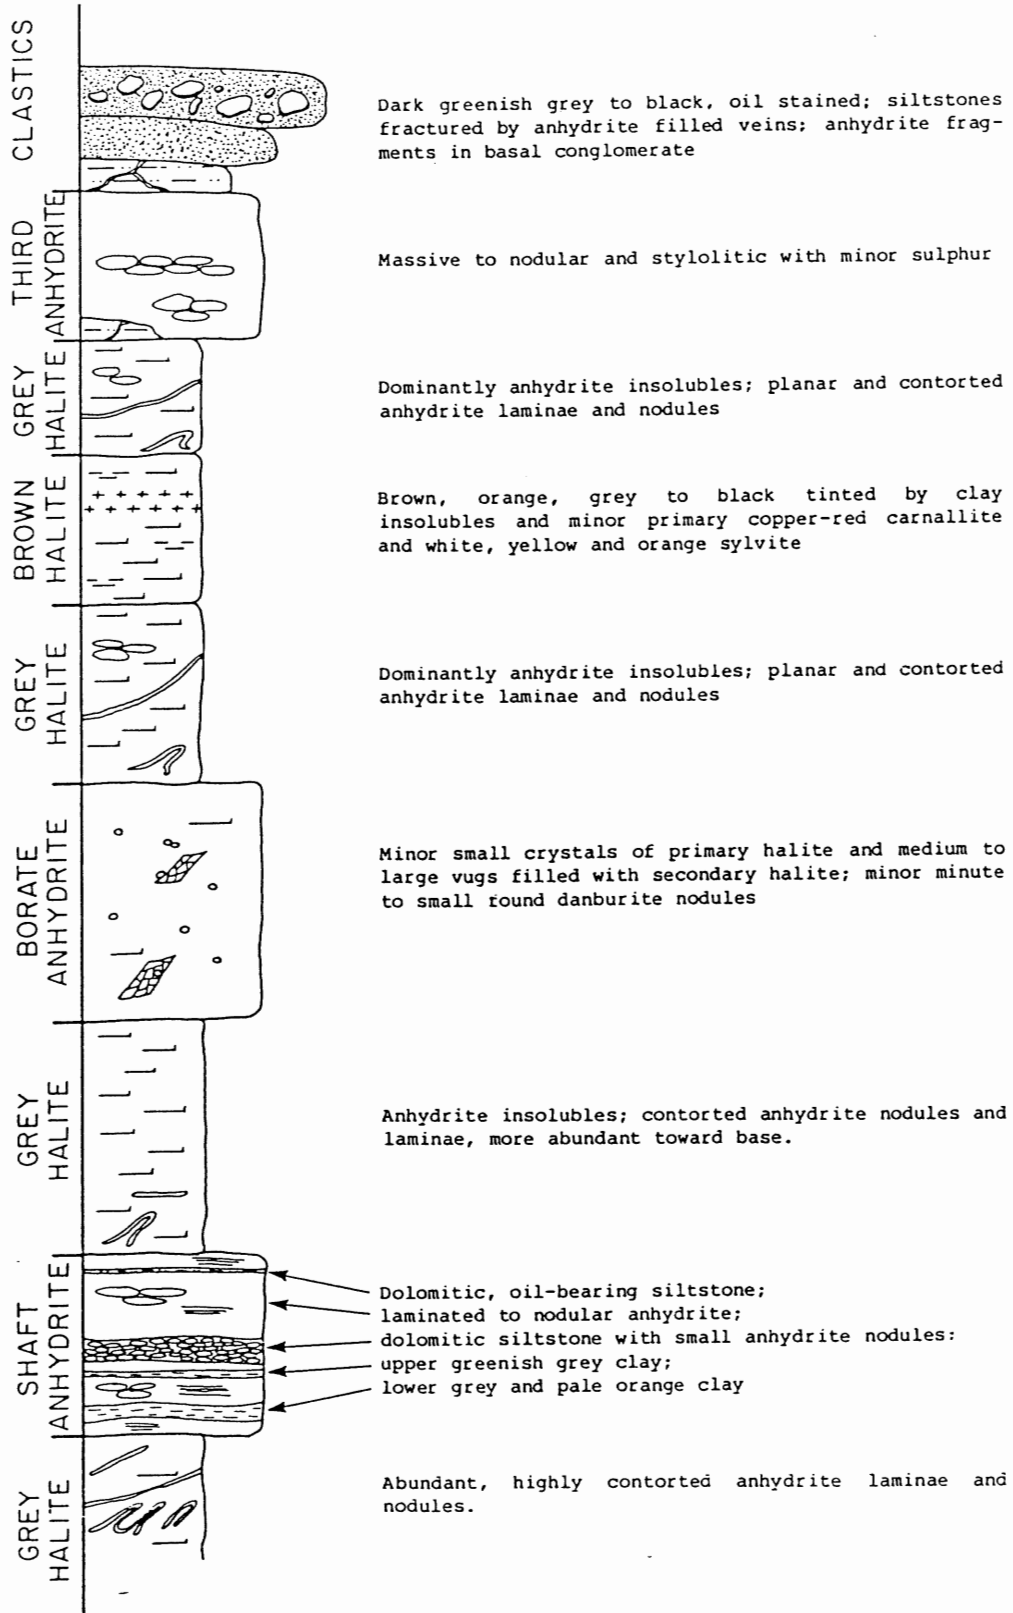 CLASTICS
Dark greenish grey to black, oil stained; siltstones
fractured by anhydrite filled veins; anhydrite frag-
ments in basal conglomerate
THIRD
ANHYDRITE
Massive to nodular and stylolitic with minor sulphur
GREY
HALITE
Dominantly anhydrite insolubles; planar and contorted
anhydrite laminae and nodules
BROWN
HALITE
Brown, orange, grey to black tinted by clay
insolubles and minor primary copper-red carnallite
and white, yellow and orange sylvite
GREY
HALITE
Dominantly anhydrite insolubles; planar and contorted
anhydrite laminae and nodules
BORATE
ANHYDRITE
Minor small crystals of primary halite and medium to
large vugs filled with secondary halite; minor minute
to small round danburite nodules
GREY
HALITE
Anhydrite insolubles; contorted anhydrite nodules and
laminae, more abundant toward base.
SHAFT
ANHYDRITE
Dolomitic, oil-bearing siltstone;
laminated to nodular anhydrite;
dolomitic siltstone with small anhydrite nodules:
upper greenish grey clay;
lower grey and pale orange clay
GREY
HALITE
Abundant, highly contorted anhydrite laminae and
nodules.